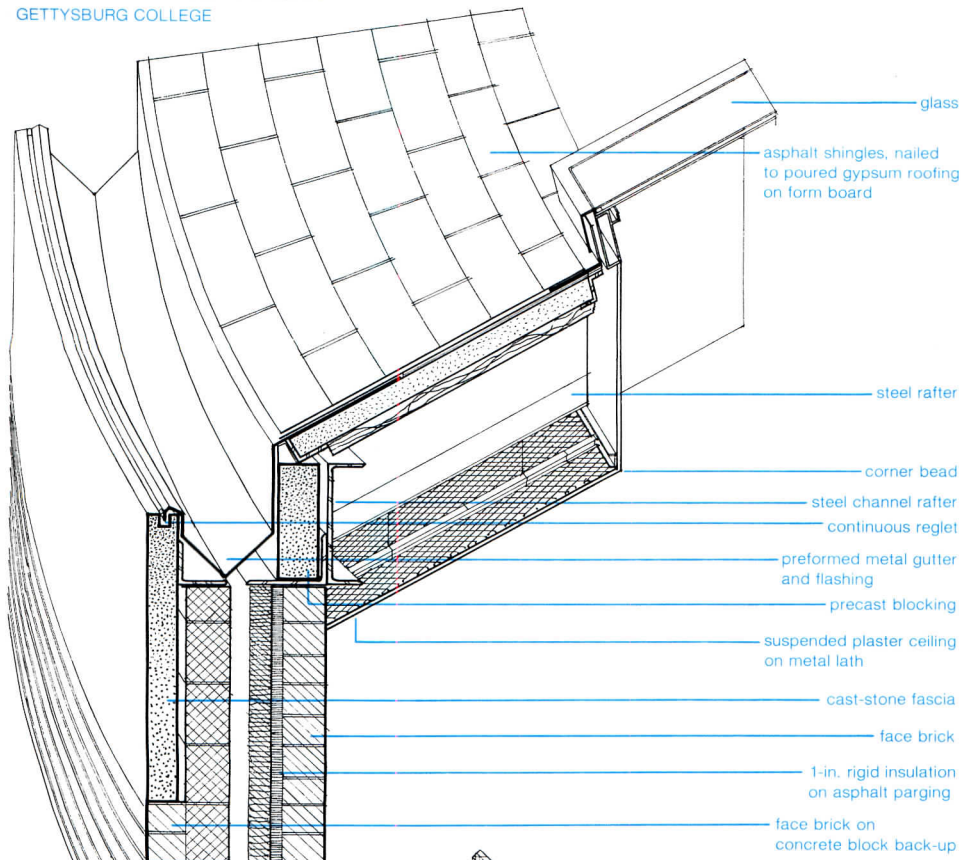 GETTYSBURG COLLEGE
glass
asphalt shingles, nailed
to poured gypsum roofing
on form board
steel rafter
corner bead
steel channel rafter
continuous reglet
preformed metal gutter
and flashing
precast blocking
suspended plaster ceiling
on metal lath
cast-stone fascia
face brick
1-in. rigid insulation
on asphalt parging
face brick on
concrete block back-up